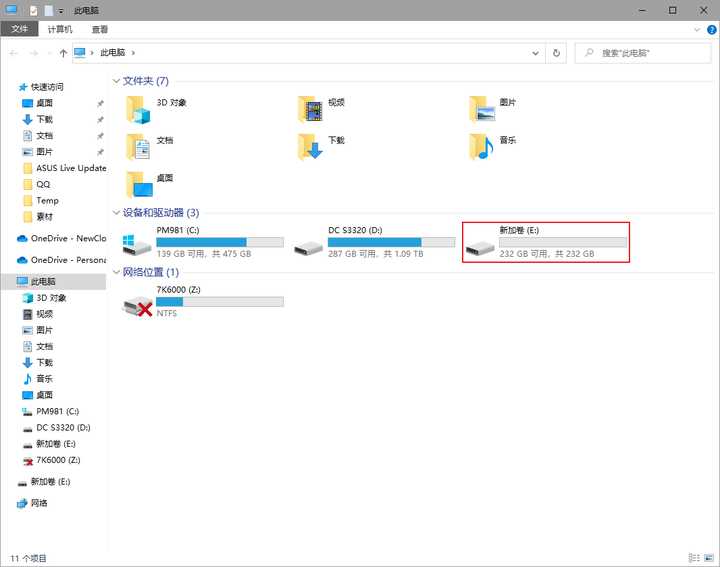 此电脑
文件 计算机 查看
此电脑
搜索"此电脑"
快速访问
桌面
下载
文档
图片
ASUS Live Update
QQ
Temp
素材
OneDrive - NewClo
OneDrive - Persona
此电脑
3D 对象
视频
图片
文档
下载
音乐
桌面
PM981 (C:)
DC S3320 (D:)
新加卷 (E:)
7K6000 (Z:)
新加卷 (E:)
网络
文件夹 (7)
3D 对象
视频
图片
文档
下载
音乐
桌面
设备和驱动器 (3)
PM981 (C:)
139 GB 可用，共 475 GB
DC S3320 (D:)
287 GB 可用，共 1.09 TB
新加卷 (E:)
232 GB 可用，共 232 GB
网络位置 (1)
7K6000 (Z:)
NTFS
11 个项目